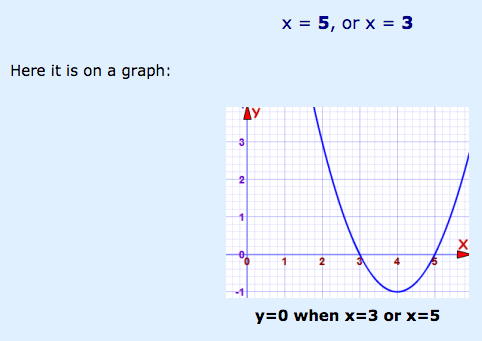 x = 5, or x = 3
Here it is on a graph:
y
3
2
1
0
-1
0 1 2 3 4 5
x
y=0 when x=3 or x=5